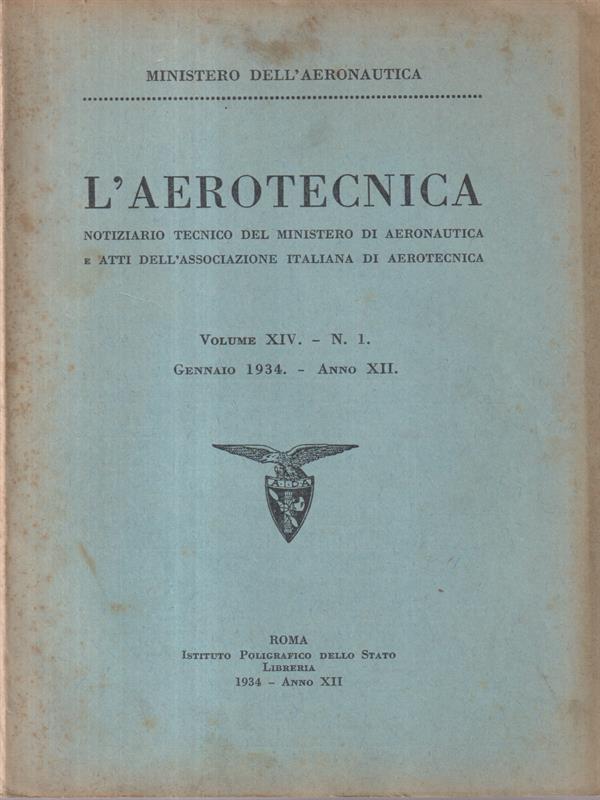 MINISTERO DELL'AERONAUTICA
L'AEROTECNICA
NOTIZIARIO TECNICO DEL MINISTERO DI AERONAUTICA
E ATTI DELL'ASSOCIAZIONE ITALIANA DI AEROTECNICA
VOLUME XIV. - N. 1.
GENNAIO 1934. - ANNO XII.
A.I.D.A
ROMA
ISTITUTO POLIGRAFICO DELLO STATO
LIBRERIA
1934 - ANNO XII